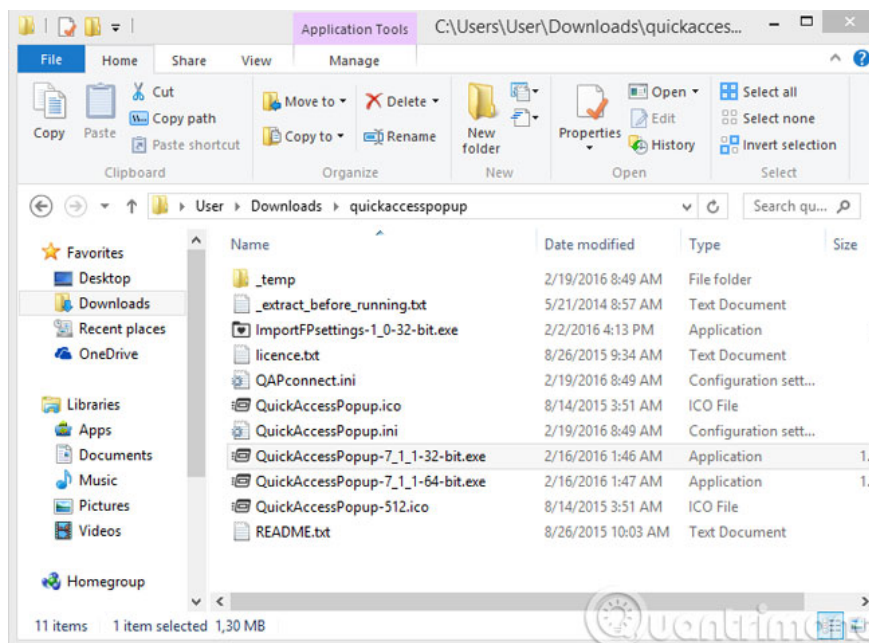 Application Tools C:\Users\User\Downloads\quickacces...
File Home Share View Manage
Cut Copy path Paste shortcut
Copy Paste
Move to Copy to Delete Rename
New folder
Properties
Open Edit History
Select all Select none Invert selection
Clipboard Organize New Open Select
User Downloads quickaccesspopup Search qu...
Favorites
Desktop
Downloads
Recent places
OneDrive
Libraries
Apps
Documents
Music
Pictures
Videos
Homegroup
Name Date modified Type Size
_temp 2/19/2016 8:49 AM File folder
_extract_before_running.txt 5/21/2014 8:57 AM Text Document
ImportFPsettings-1_0-32-bit.exe 2/2/2016 4:13 PM Application
licence.txt 8/26/2015 9:34 AM Text Document
QAPconnect.ini 2/19/2016 8:49 AM Configuration sett...
QuickAccessPopup.ico 8/14/2015 3:51 AM ICO File
QuickAccessPopup.ini 2/19/2016 8:49 AM Configuration sett...
QuickAccessPopup-7_1_1-32-bit.exe 2/16/2016 1:46 AM Application 1.
QuickAccessPopup-7_1_1-64-bit.exe 2/16/2016 1:47 AM Application 1.
QuickAccessPopup-512.ico 8/14/2015 3:51 AM ICO File
README.txt 8/26/2015 10:03 AM Text Document
11 items 1 item selected 1,30 MB